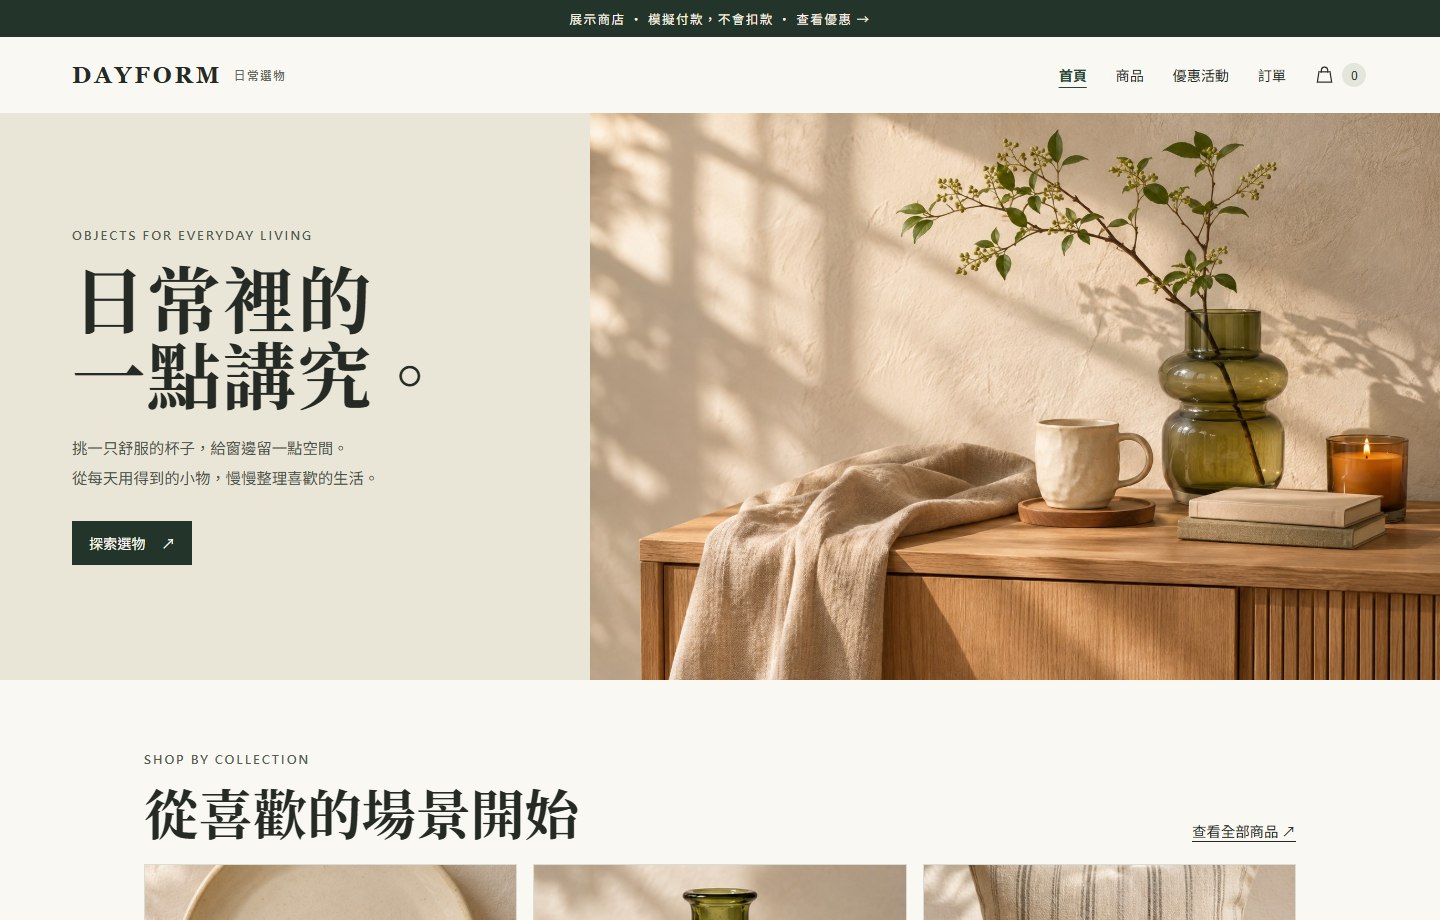 展示商店 · 模擬付款，不會扣款 · 查看優惠 →
DAYFORM 日常選物
首頁 商品 優惠活動 訂單 0
OBJECTS FOR EVERYDAY LIVING
日常裡的
一點講究。
挑一只舒服的杯子，給窗邊留一點空間。
從每天用得到的小物，慢慢整理喜歡的生活。
探索選物 ↗
SHOP BY COLLECTION
從喜歡的場景開始
查看全部商品 ↗